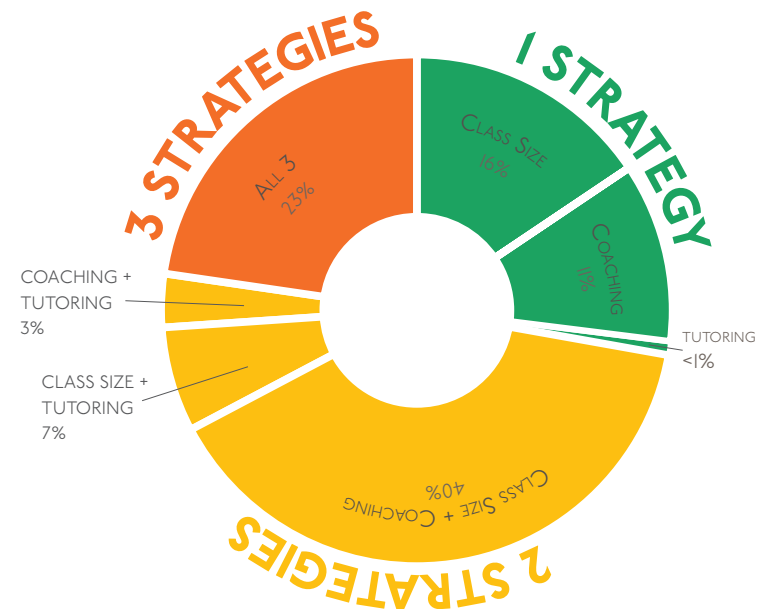 1 STRATEGY
CLASS SIZE
16%
COACHING
11%
TUTORING
<1%
2 STRATEGIES
CLASS SIZE + COACHING
40%
CLASS SIZE +
TUTORING
7%
COACHING +
TUTORING
3%
3 STRATEGIES
ALL 3
23%